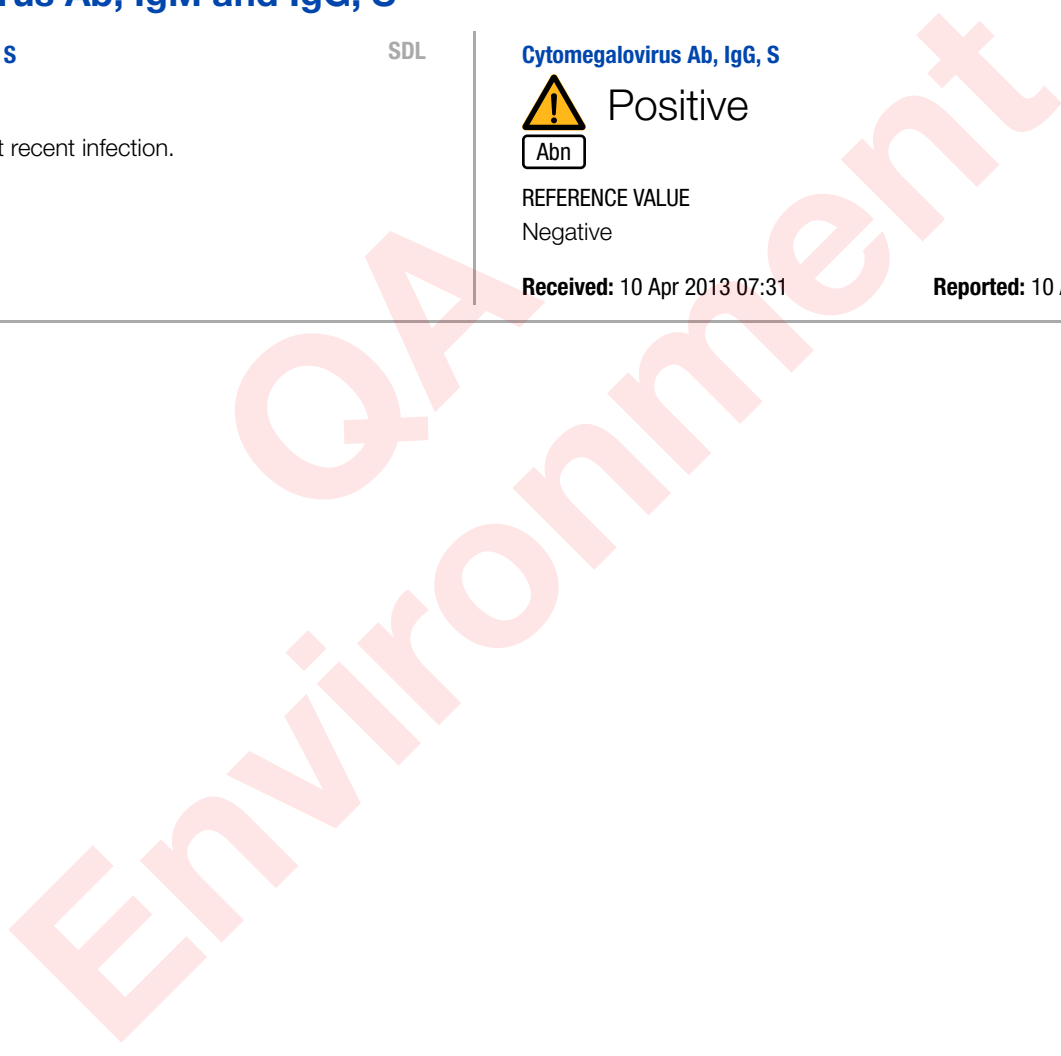 rus Ab, IgM and IgG, S
S
SDL
t recent infection.
Cytomegalovirus Ab, IgG, S
Positive
Abn
REFERENCE VALUE
Negative
Received: 10 Apr 2013 07:31
Reported: 10
QA
Environment